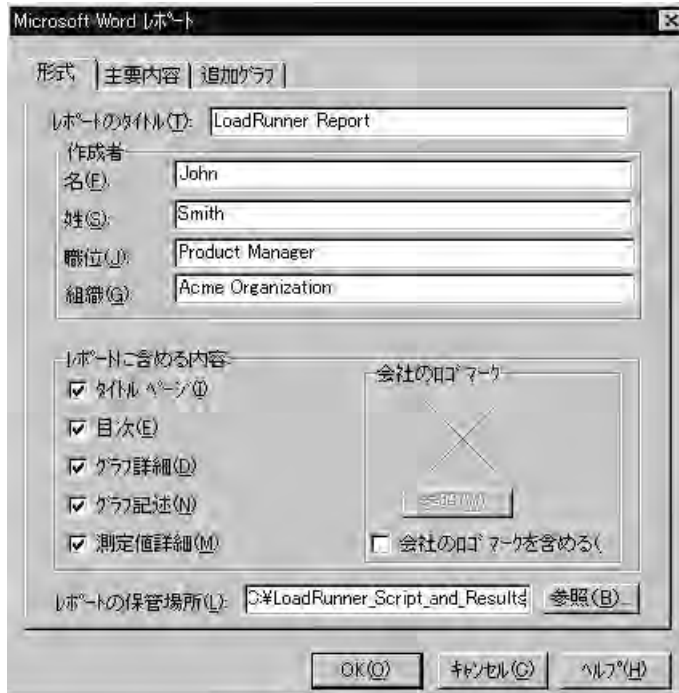 Microsoft Word レポート
形式 主要内容 追加グラフ
レポートのタイトル(T): LoadRunner Report
作成者
名(F): John
姓(S): Smith
職位(J): Product Manager
組織(G): Acme Organization
レポートに含める内容:
会社のロゴ マーク
タイトル ページ(I)
目次(E)
グラフ詳細(D)
グラフ記述(N)
測定値詳細(M)
参照(W)
会社のロゴ マークを含める(
レポートの保管場所(L): C:¥LoadRunner_Script_and_Results 参照(B)...
OK(O) キャンセル(C) ヘルプ(H)